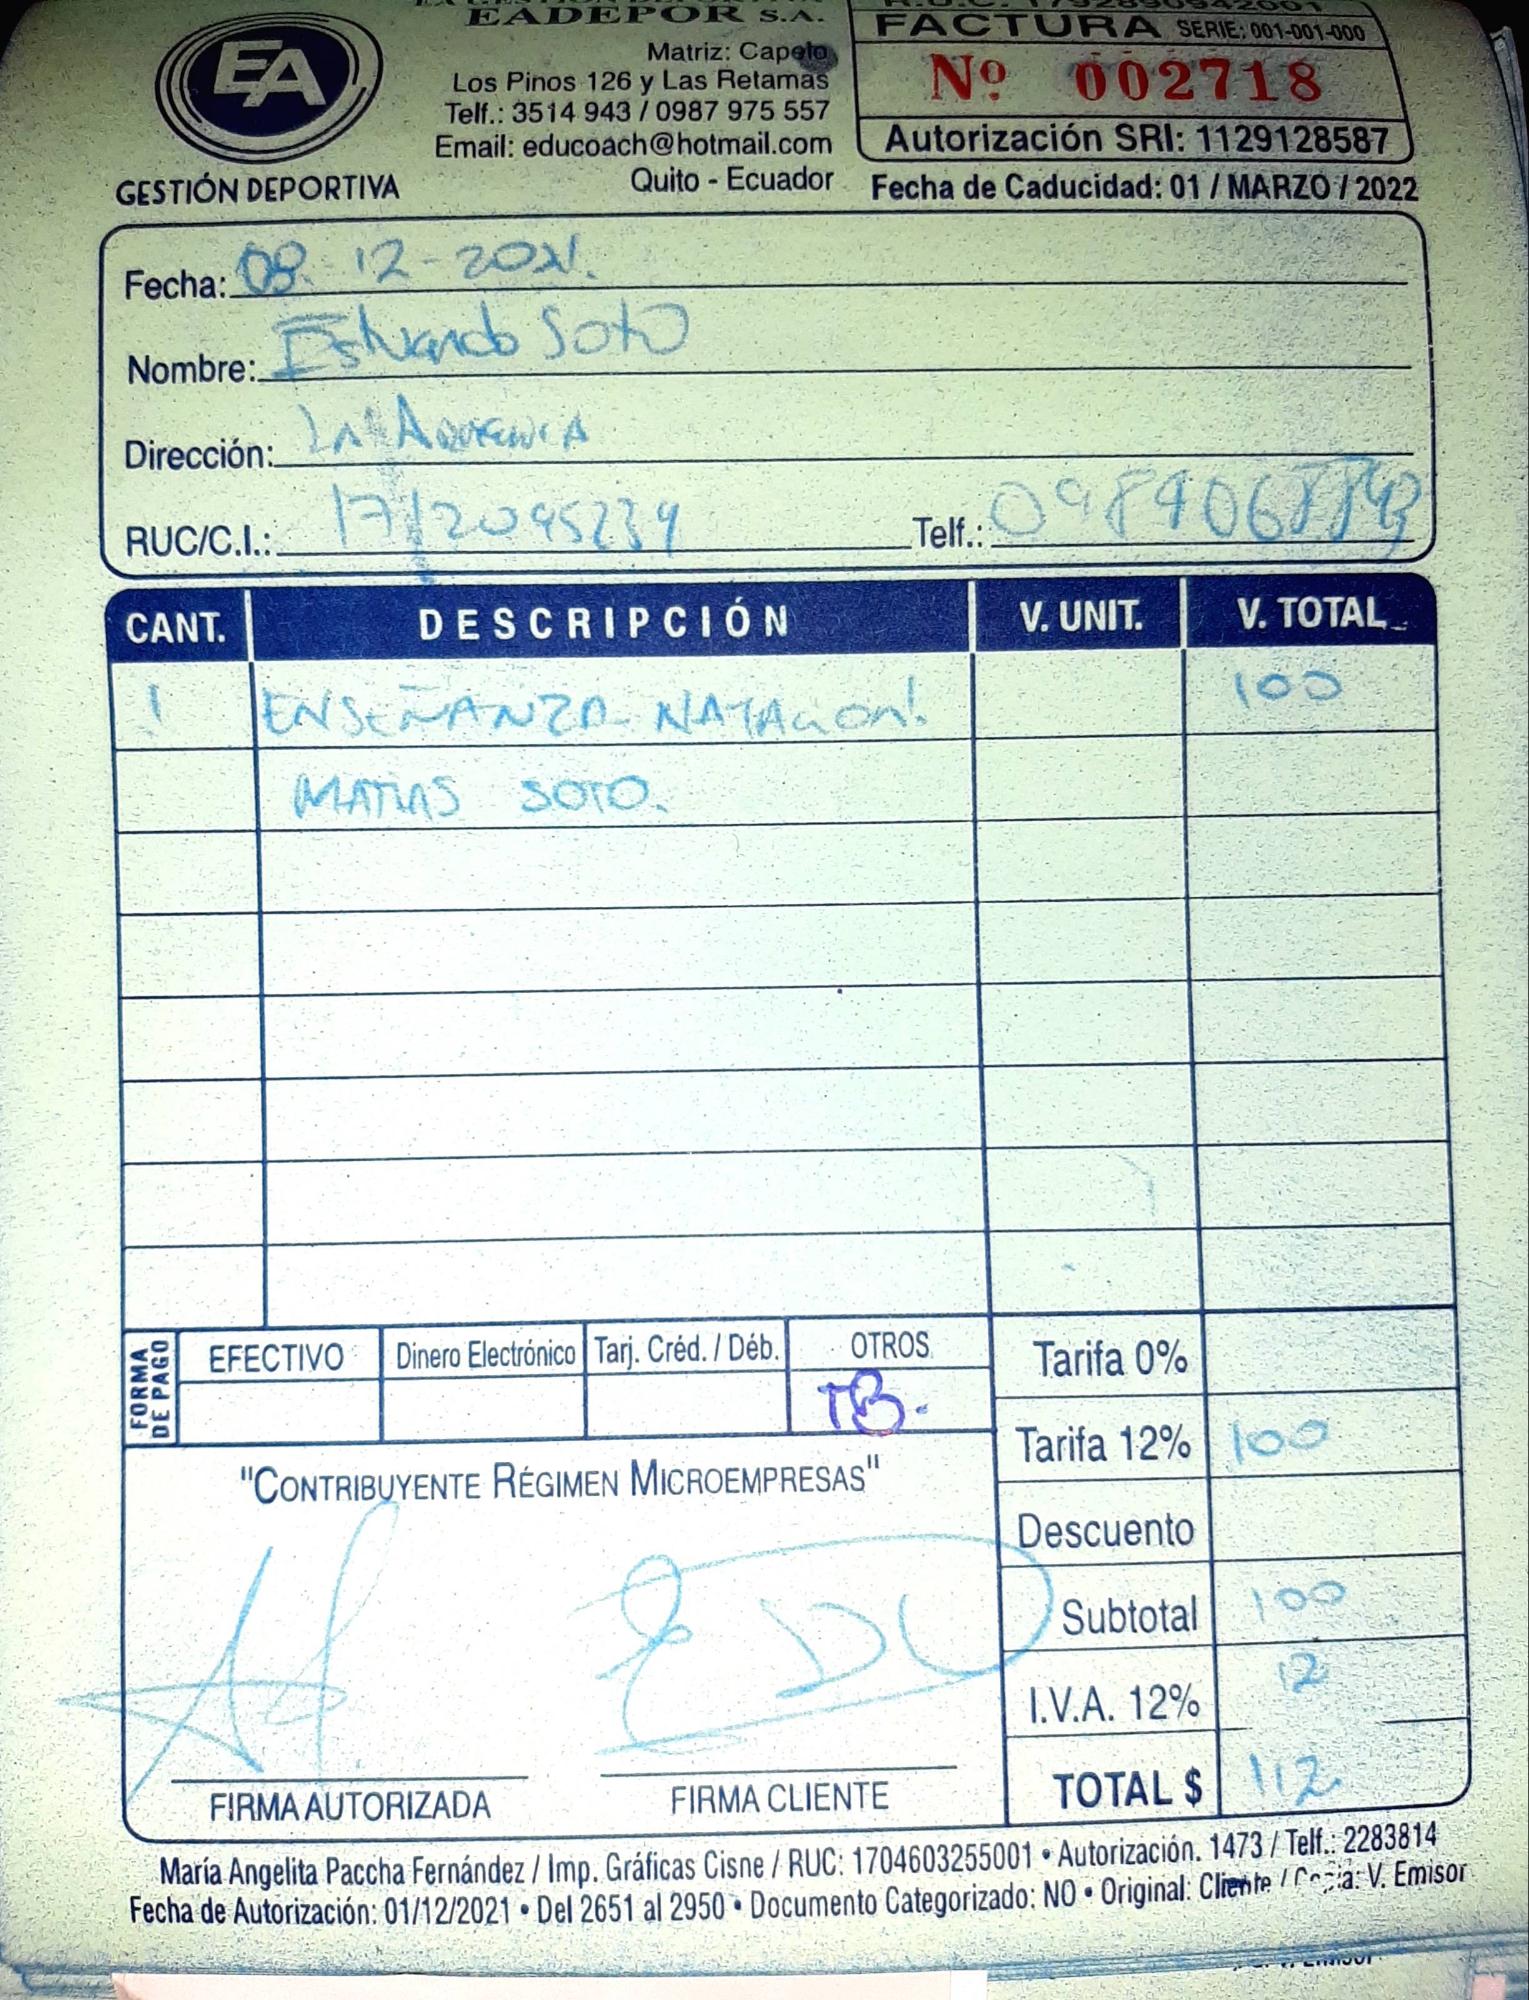 EADEPOR S.A.
Matriz: Capelo
Los Pinos 126 y Las Retamas
Telf.: 3514 943 / 0987 975 557
Email: educoach@hotmail.com
Quito - Ecuador
EA
GESTIÓN DEPORTIVA
R.U.C. 1792890942001
FACTURA SERIE: 001-001-000
Nº 002718
Autorización SRI: 1129128587
Fecha de Caducidad: 01 / MARZO / 2022
Fecha: 08-12-2021.
Nombre: Soto
Dirección: LA
RUC/C.I.: 1712045239 Telf.:
CANT. DESCRIPCIÓN V. UNIT. V. TOTAL
1 ENSEÑANZA NATACION! 100
MATIAS SOTO.
FORMA DE PAGO
EFECTIVO Dinero Electrónico Tarj. Créd. / Déb. OTROS
TB.
Tarifa 0%
Tarifa 12% 100
Descuento
Subtotal 100
I.V.A. 12% 12
TOTAL $ 112
"CONTRIBUYENTE RÉGIMEN MICROEMPRESAS"
FIRMA AUTORIZADA FIRMA CLIENTE
María Angelita Paccha Fernández / Imp. Gráficas Cisne / RUC: 1704603255001 • Autorización. 1473 / Telf.: 2283814
Fecha de Autorización: 01/12/2021 • Del 2651 al 2950 • Documento Categorizado: NO • Original: Cliente / Copia: V. Emisor